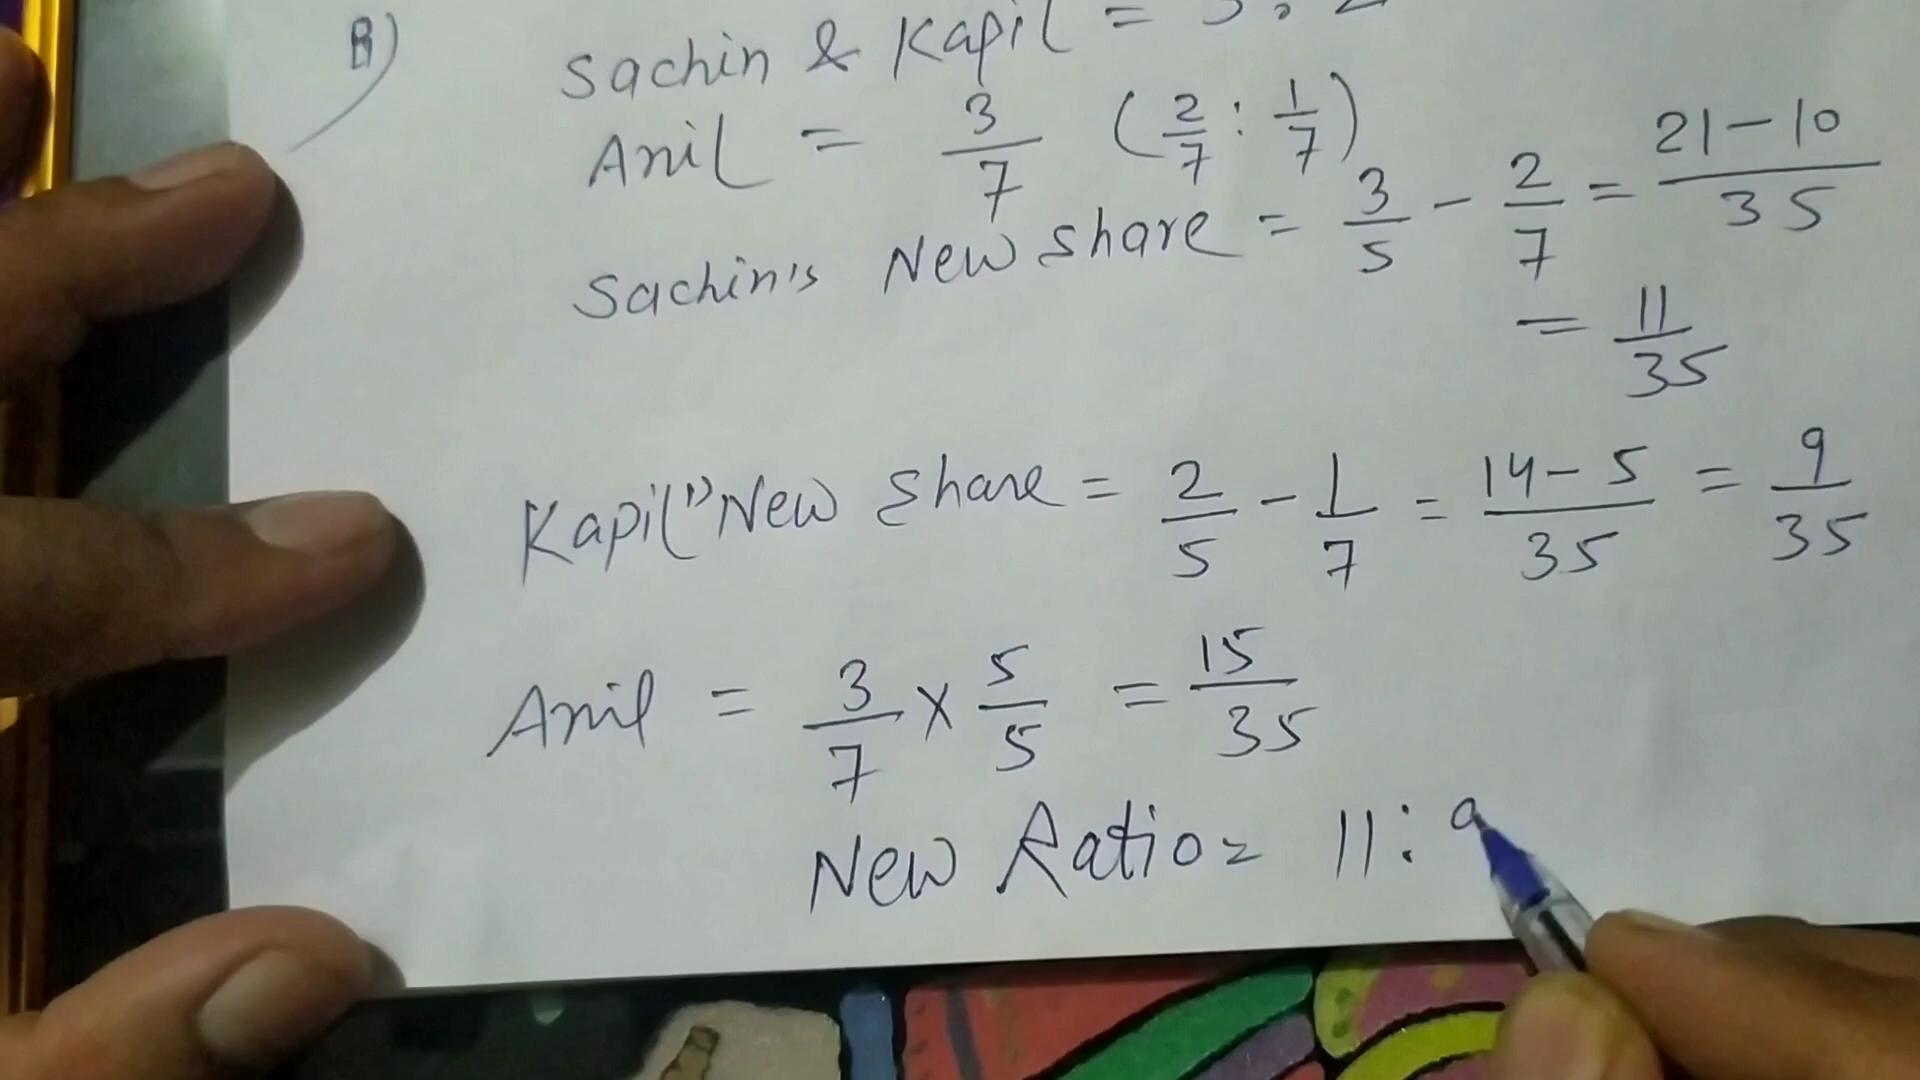 B) Sachin & Kapil = 3:2
Anil = 3/7 (2/7 : 1/7)
Sachin's New share = 3/5 - 2/7 = 21-10/35
= 11/35
Kapil's New Share = 2/5 - 1/7 = 14-5/35 = 9/35
Anil = 3/7 x 5/5 = 15/35
New Ratio = 11: 9